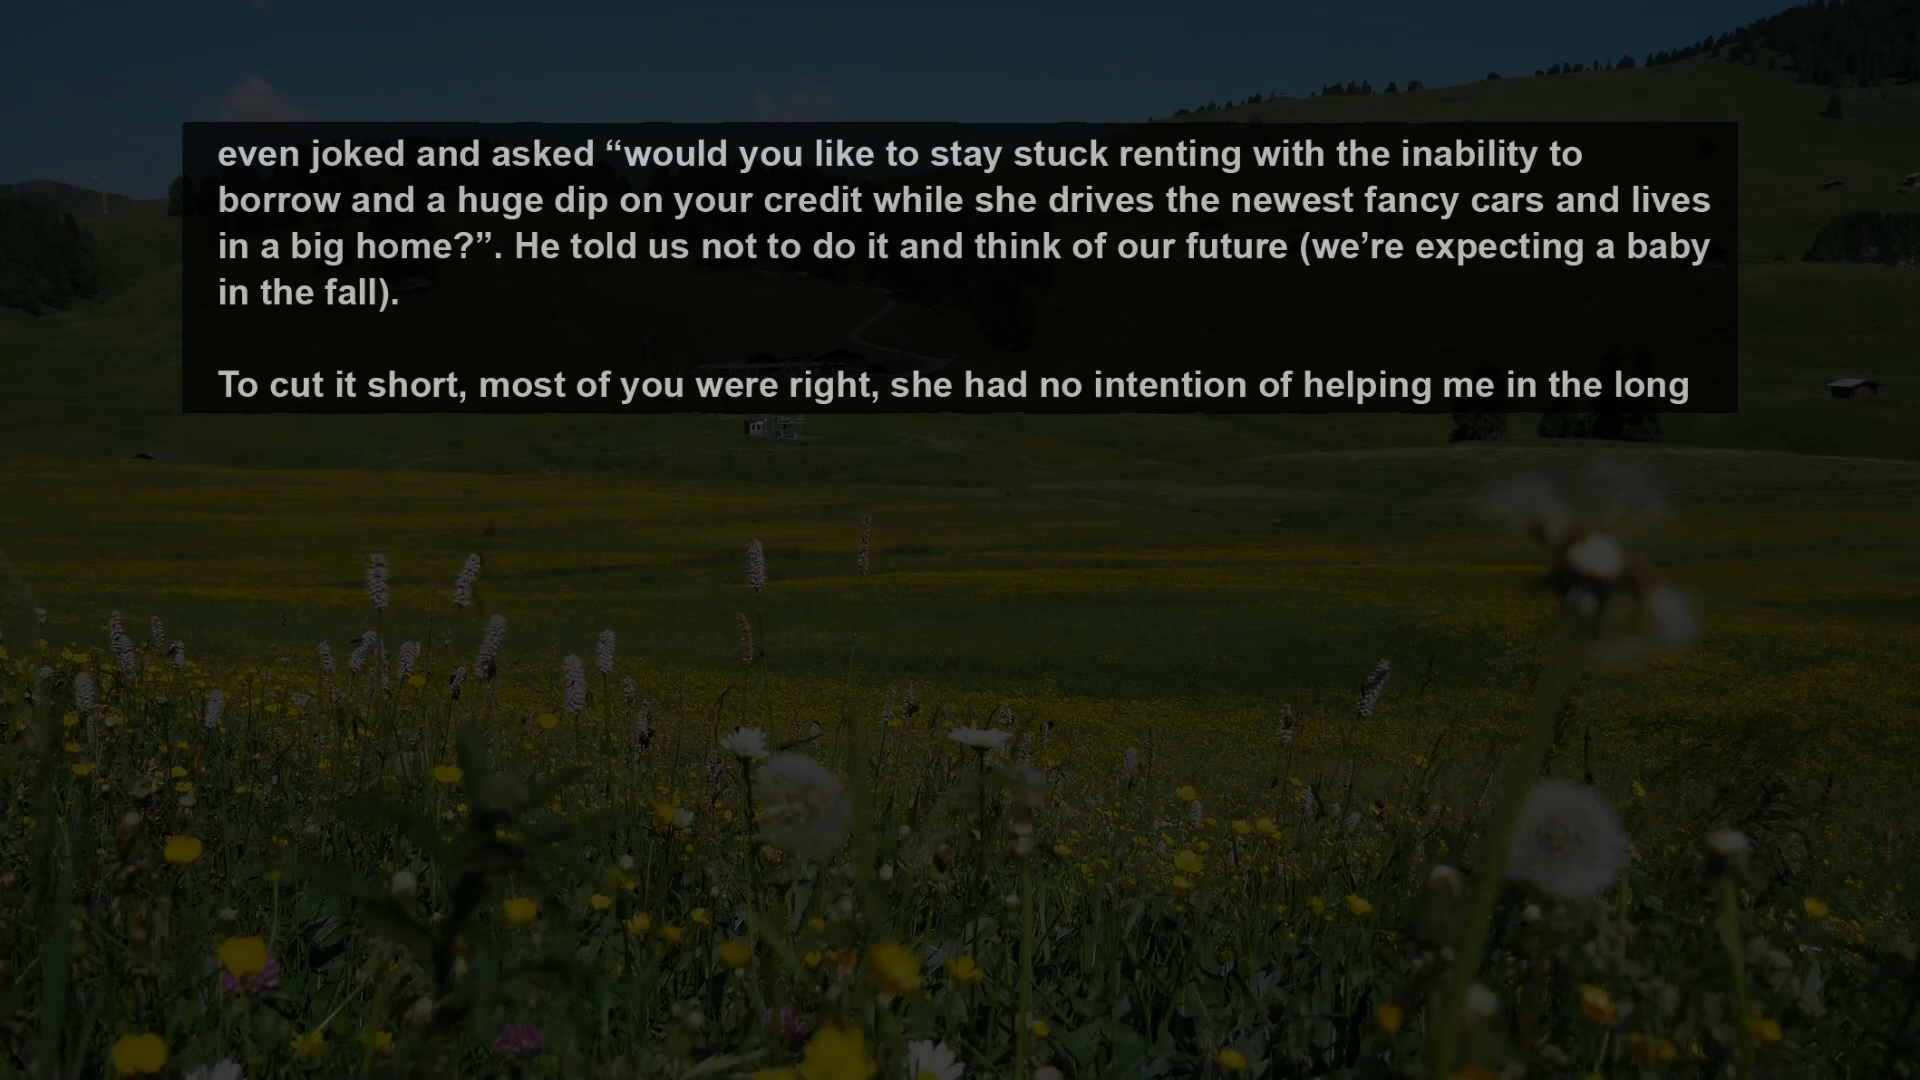 even joked and asked “would you like to stay stuck renting with the inability to
borrow and a huge dip on your credit while she drives the newest fancy cars and lives
in a big home?”. He told us not to do it and think of our future (we’re expecting a baby
in the fall).
To cut it short, most of you were right, she had no intention of helping me in the long